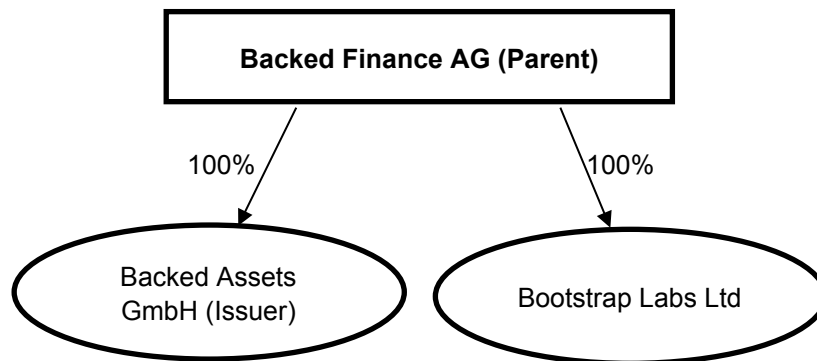 Backed Finance AG (Parent)
100%
100%
Backed Assets
GmbH (Issuer)
Bootstrap Labs Ltd